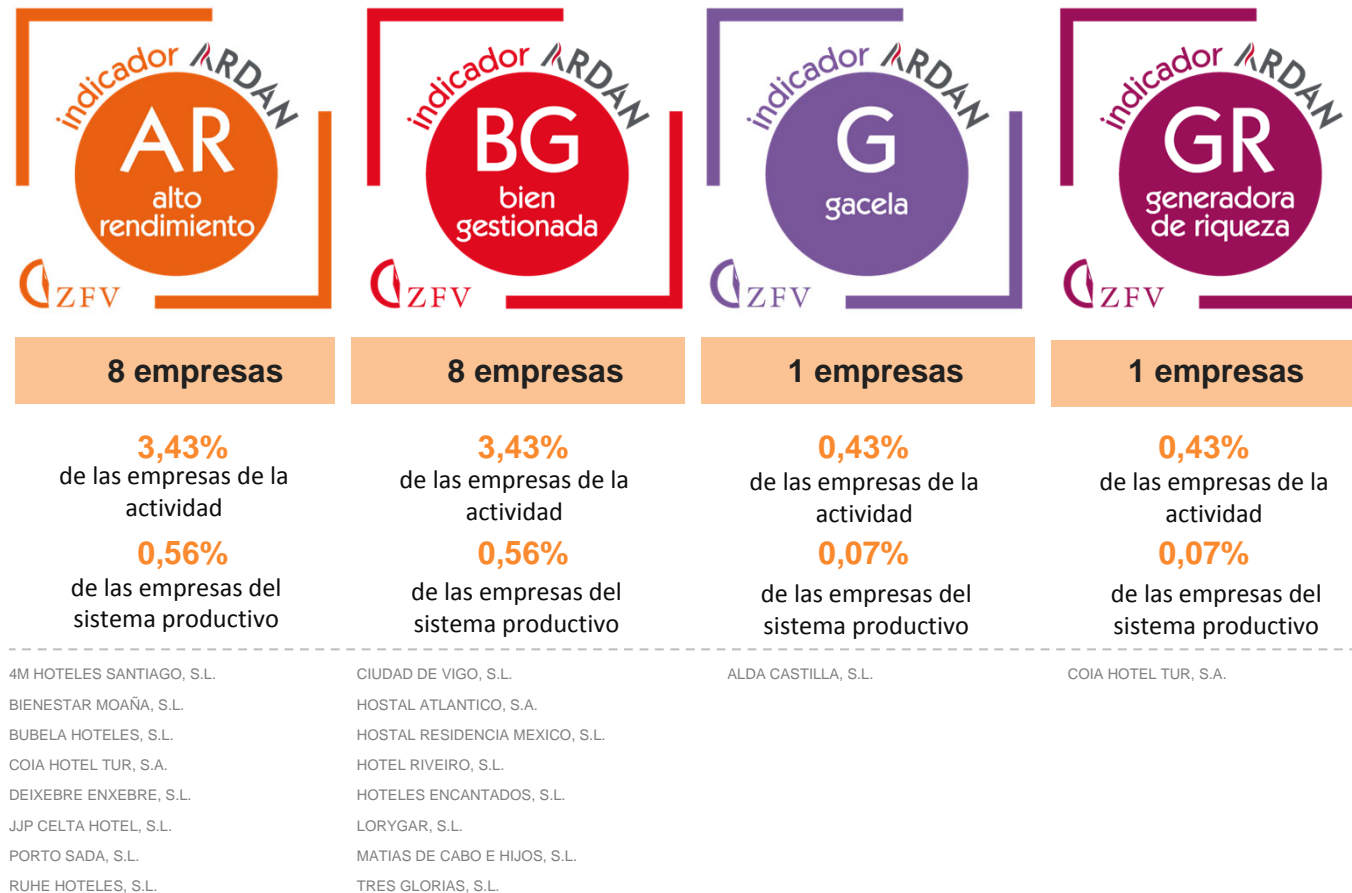 indicador ARDAN
AR
alto
rendimiento
ZFV
indicador ARDAN
BG
bien
gestionada
ZFV
indicador ARDAN
G
gacela
ZFV
indicador ARDAN
GR
generadora
de riqueza
ZFV
8 empresas
8 empresas
1 empresas
1 empresas
3,43%
de las empresas de la
actividad
0,56%
de las empresas del
sistema productivo
3,43%
de las empresas de la
actividad
0,56%
de las empresas del
sistema productivo
0,43%
de las empresas de la
actividad
0,07%
de las empresas del
sistema productivo
0,43%
de las empresas de la
actividad
0,07%
de las empresas del
sistema productivo
4M HOTELES SANTIAGO, S.L.
BIENESTAR MOAÑA, S.L.
BUBELA HOTELES, S.L.
COIA HOTEL TUR, S.A.
DEIXEBRE ENXEBRE, S.L.
JJP CELTA HOTEL, S.L.
PORTO SADA, S.L.
RUHE HOTELES, S.L.
CIUDAD DE VIGO, S.L.
HOSTAL ATLANTICO, S.A.
HOSTAL RESIDENCIA MEXICO, S.L.
HOTEL RIVEIRO, S.L.
HOTELES ENCANTADOS, S.L.
LORYGAR, S.L.
MATIAS DE CABO E HIJOS, S.L.
TRES GLORIAS, S.L.
ALDA CASTILLA, S.L.
COIA HOTEL TUR, S.A.